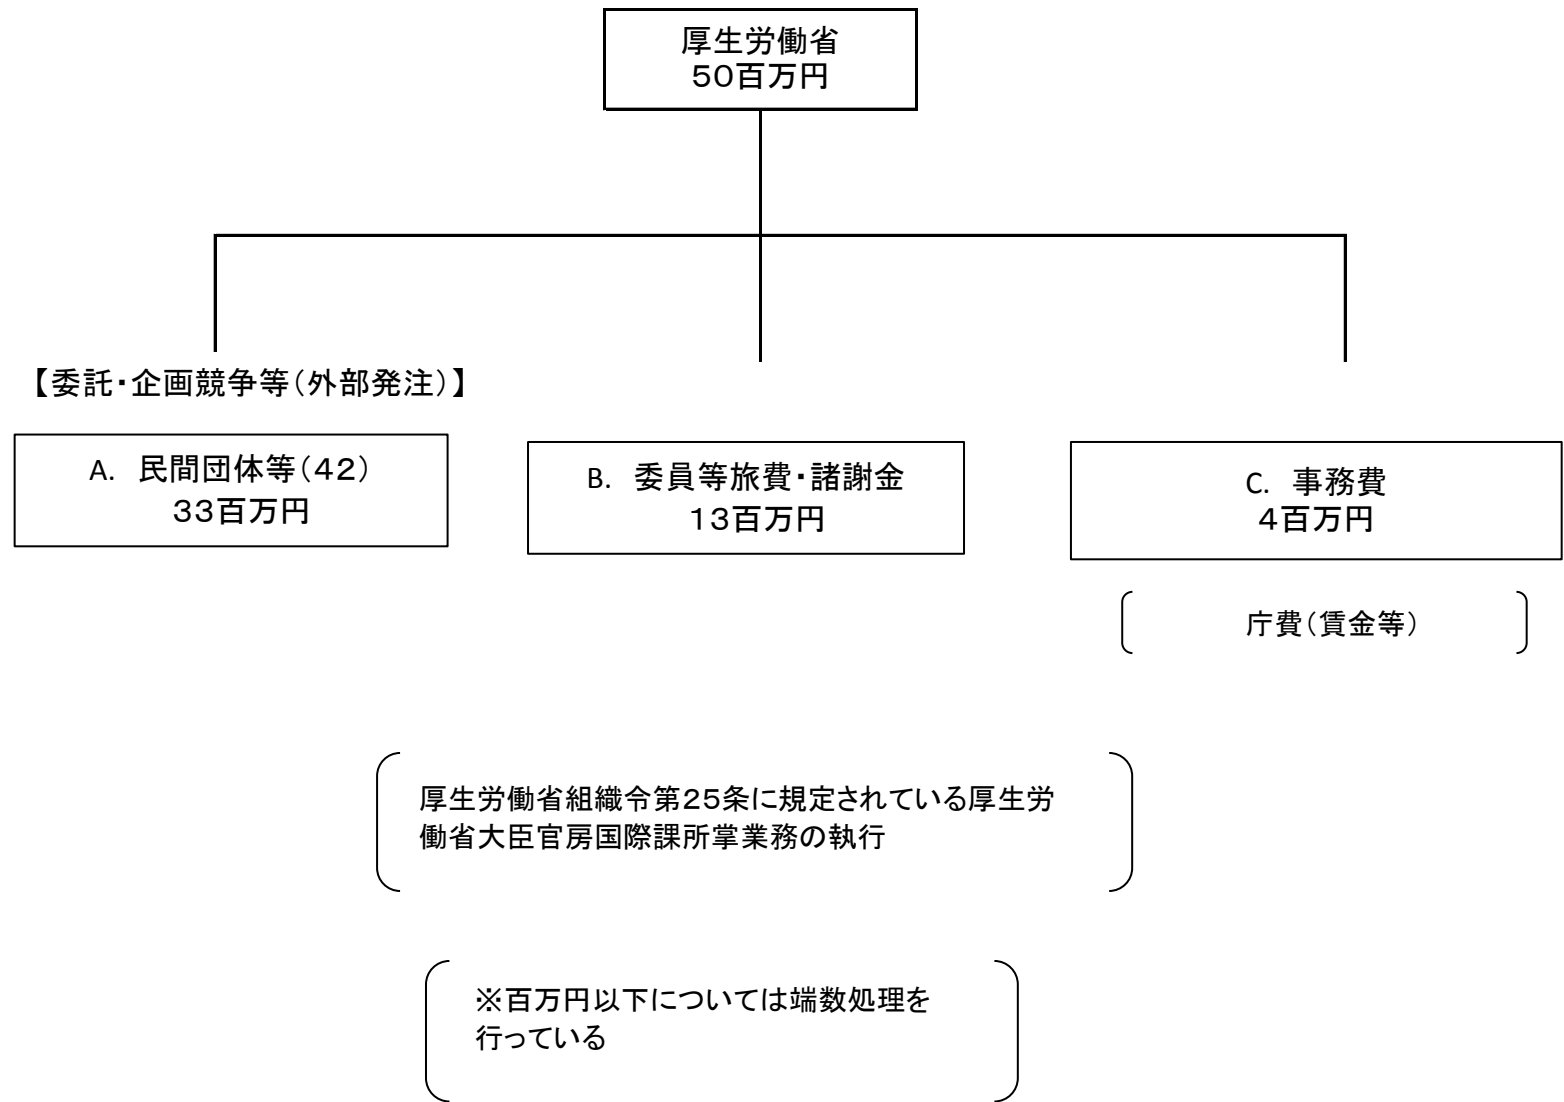 厚生労働省
50百万円
【委託・企画競争等(外部発注)】
A. 民間団体等(42)
33百万円
B. 委員等旅費・諸謝金
13百万円
C. 事務費
4百万円
庁費(賃金等)
厚生労働省組織令第25条に規定されている厚生労
働省大臣官房国際課所掌業務の執行
※百万円以下については端数処理を
行っている